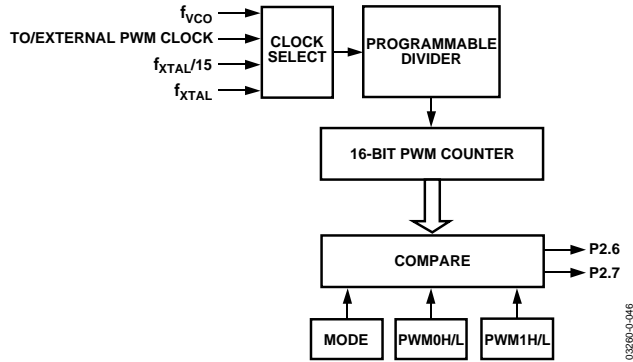 fVCO
TO/EXTERNAL PWM CLOCK
fXTAL/15
fXTAL
CLOCK
SELECT
PROGRAMMABLE
DIVIDER
16-BIT PWM COUNTER
COMPARE
P2.6
P2.7
MODE
PWM0H/L
PWM1H/L
03260-0-046